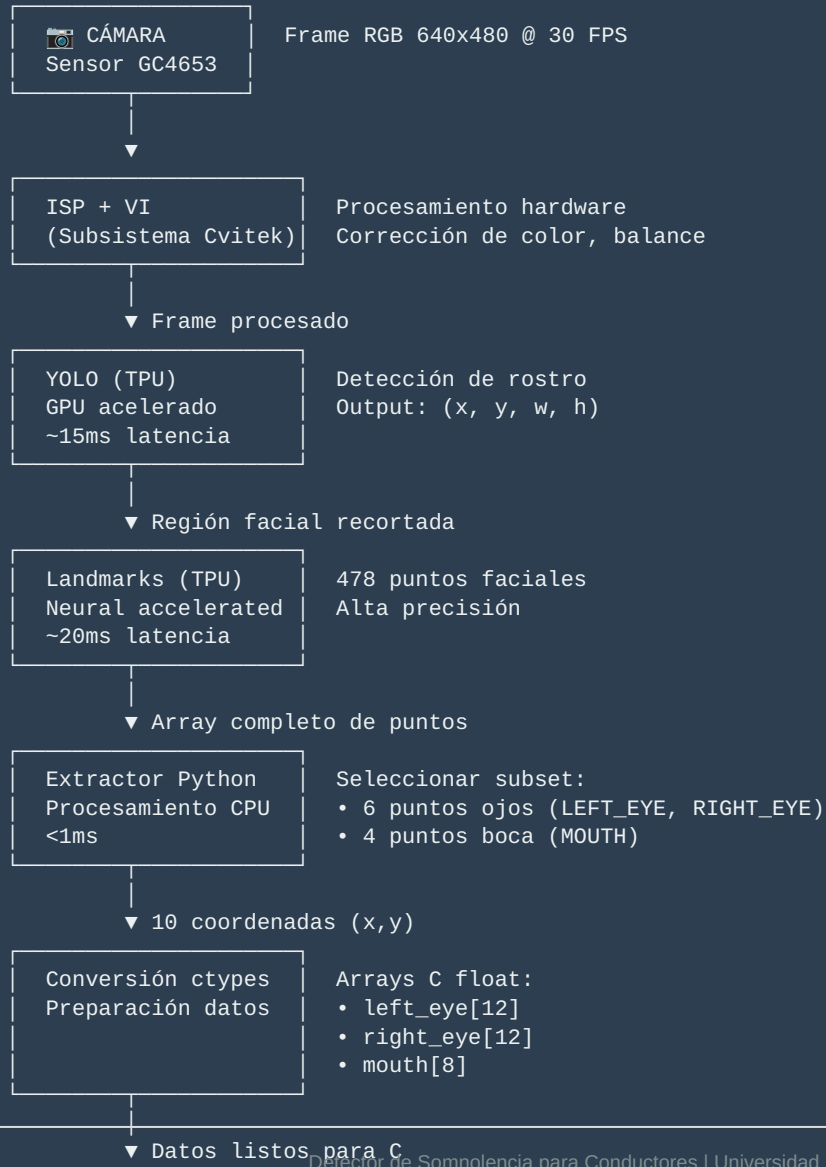 📷 CÁMARA Frame RGB 640x480 @ 30 FPS
Sensor GC4653
▼
ISP + VI Procesamiento hardware
(Subsistema Cvitek) Corrección de color, balance
▼ Frame procesado
YOLO (TPU) Detección de rostro
GPU acelerado Output: (x, y, w, h)
~15ms latencia
▼ Región facial recortada
Landmarks (TPU) 478 puntos faciales
Neural accelerated Alta precisión
~20ms latencia
▼ Array completo de puntos
Extractor Python Seleccionar subset:
Procesamiento CPU • 6 puntos ojos (LEFT_EYE, RIGHT_EYE)
<1ms • 4 puntos boca (MOUTH)
▼ 10 coordenadas (x,y)
Conversión ctypes Arrays C float:
Preparación datos • left_eye[12]
• right_eye[12]
• mouth[8]
▼ Datos listos para C
Detector de Somnolencia para Conductores | Universidad